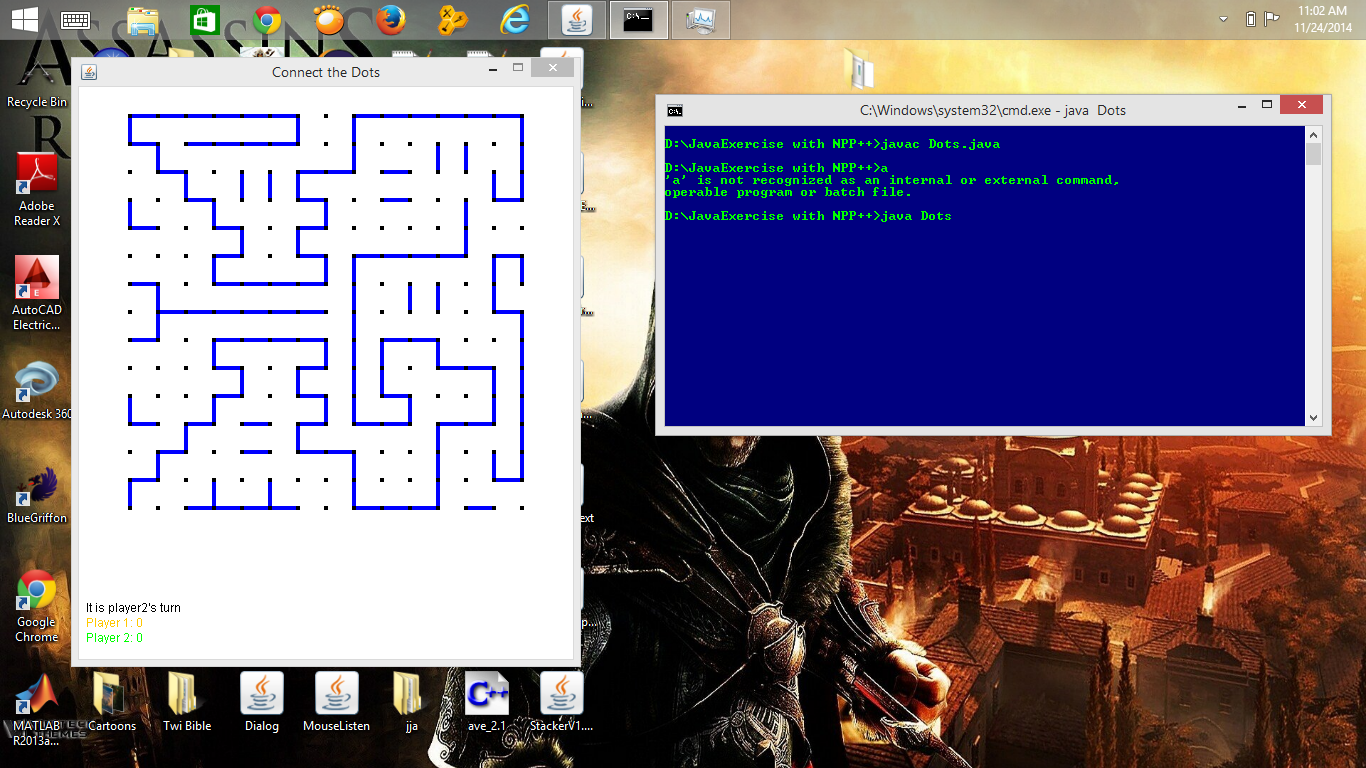 11:02 AM
11/24/2014
ASSASSINS
Recycle Bin
Adobe
Reader X
AutoCAD
Electric...
Autodesk 360
BlueGriffon
Google
Chrome
MATLAB
R2013a...
Connect the Dots
It is player2's turn
Player 1: 0
Player 2: 0
C:\Windows\system32\cmd.exe - java  Dots
D:\JavaExercise with NPP++>javac Dots.java
D:\JavaExercise with NPP++>a
'a' is not recognized as an internal or external command,
operable program or batch file.
D:\JavaExercise with NPP++>java Dots
Cartoons
Twi Bible
Dialog
MouseListen
jja
ave_2.1
StackerV1....